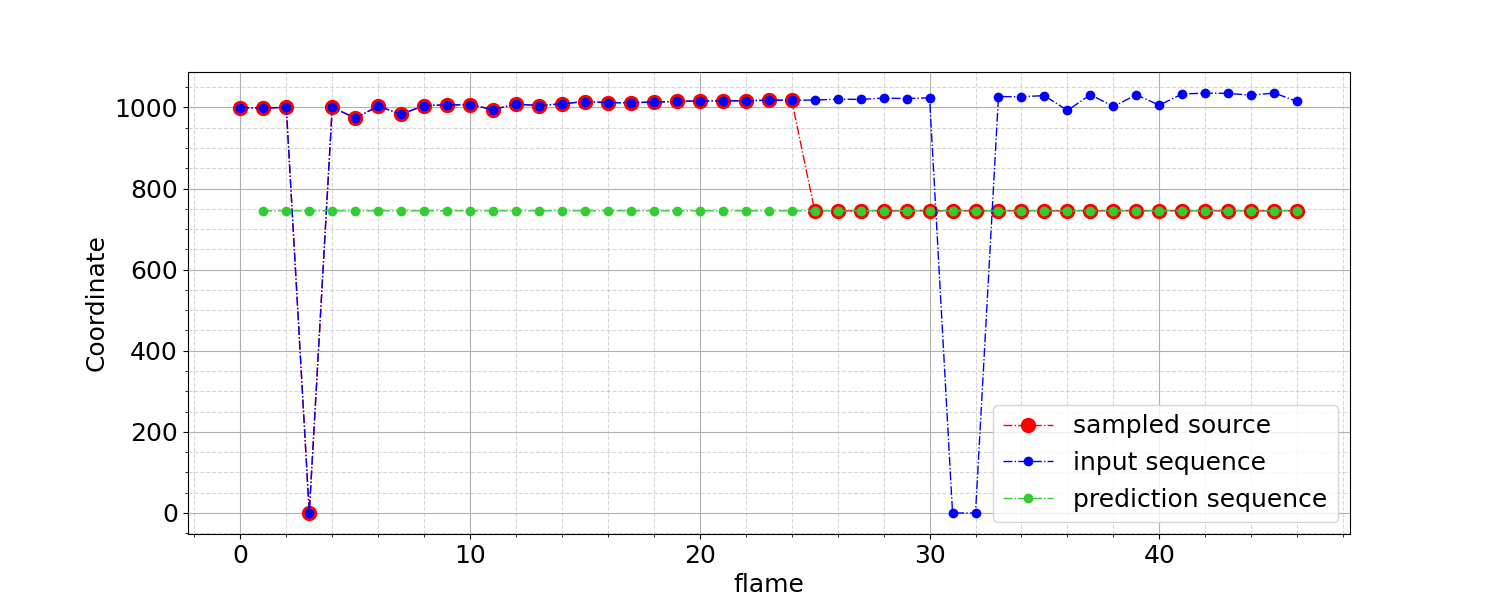 1000
800
600
400
200
0
Coordinate
0 10 20 30 40
flame
sampled source
input sequence
prediction sequence